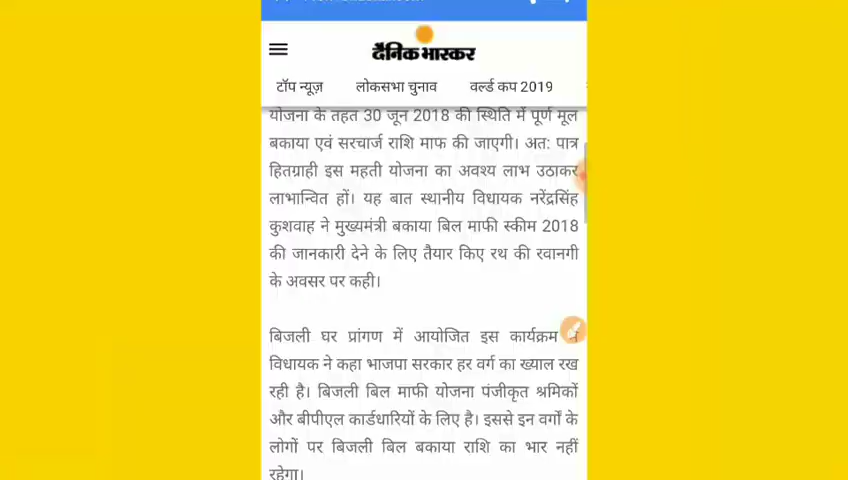 दैनिक भास्कर
टॉप न्यूज़ लोकसभा चुनाव वर्ल्ड कप 2019
योजना के तहत 30 जून 2018 की स्थिति में पूर्ण मूल
बकाया एवं सरचार्ज राशि माफ की जाएगी। अत: पात्र
हितग्राही इस महती योजना का अवश्य लाभ उठाकर
लाभान्वित हों। यह बात स्थानीय विधायक नरेंद्रसिंह
कुशवाह ने मुख्यमंत्री बकाया बिल माफी स्कीम 2018
की जानकारी देने के लिए तैयार किए रथ की रवानगी
के अवसर पर कही।
बिजली घर प्रांगण में आयोजित इस कार्यक्रम
विधायक ने कहा भाजपा सरकार हर वर्ग का ख्याल रख
रही है। बिजली बिल माफी योजना पंजीकृत श्रमिकों
और बीपीएल कार्डधारियों के लिए है। इससे इन वर्गों के
लोगों पर बिजली बिल बकाया राशि का भार नहीं
रहेगा।